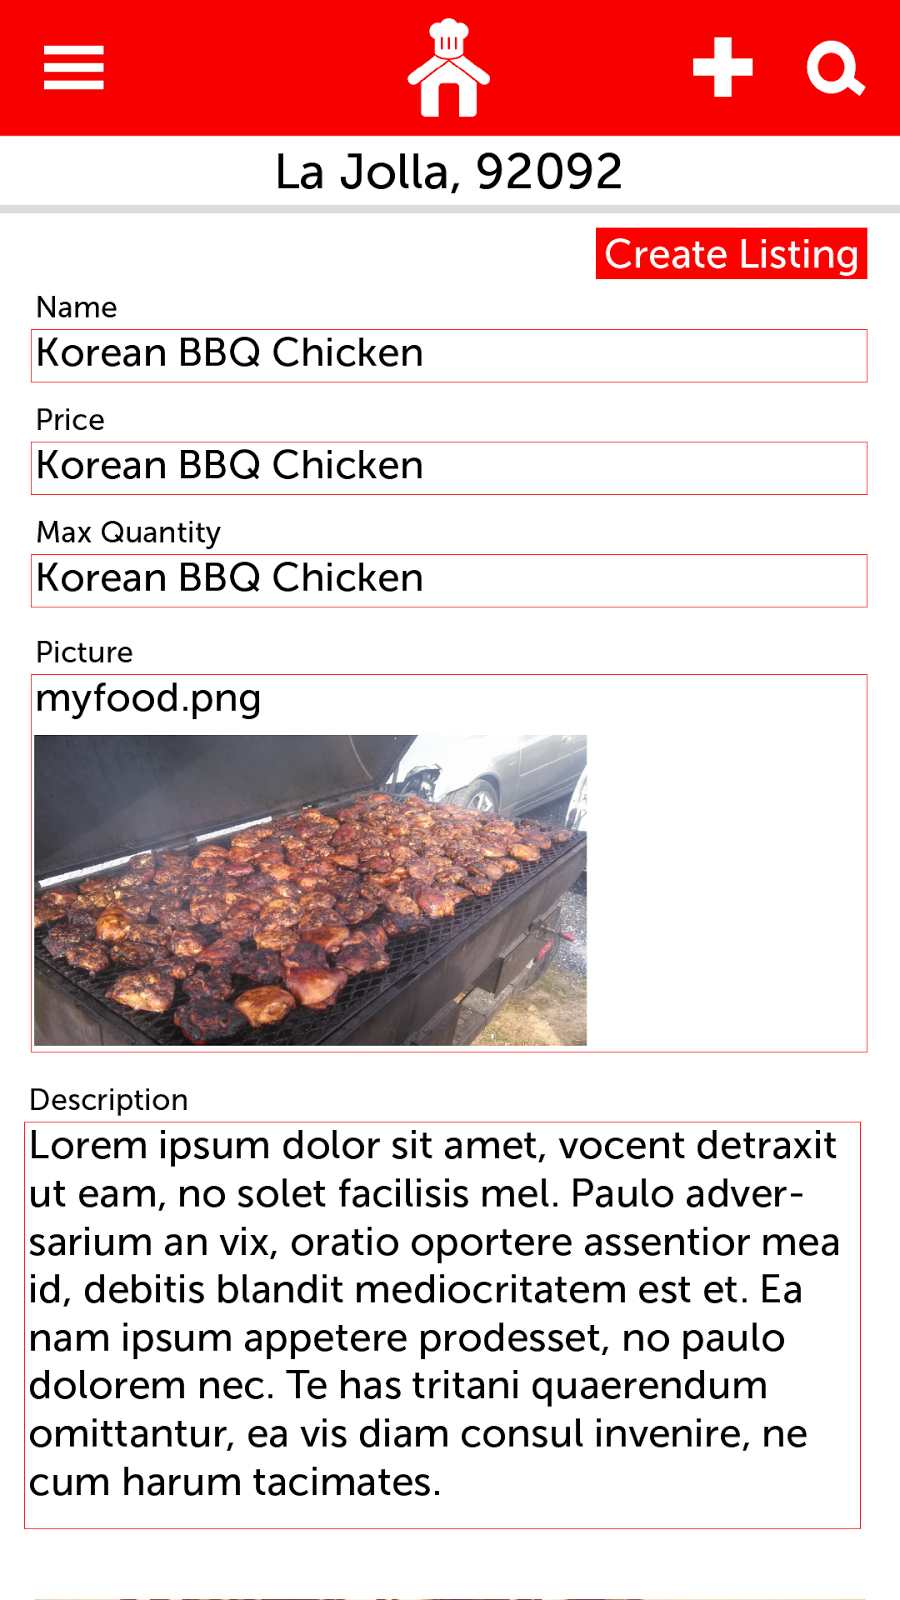 La Jolla, 92092
Create Listing
Name
Korean BBQ Chicken
Price
Korean BBQ Chicken
Max Quantity
Korean BBQ Chicken
Picture
myfood.png
Description
Lorem ipsum dolor sit amet, vocent detraxit
ut eam, no solet facilisis mel. Paulo adver-
sarium an vix, oratio oportere assentior mea
id, debitis blandit mediocritatem est et. Ea
nam ipsum appetere prodesset, no paulo
dolorem nec. Te has tritani quaerendum
omittantur, ea vis diam consul invenire, ne
cum harum tacimates.